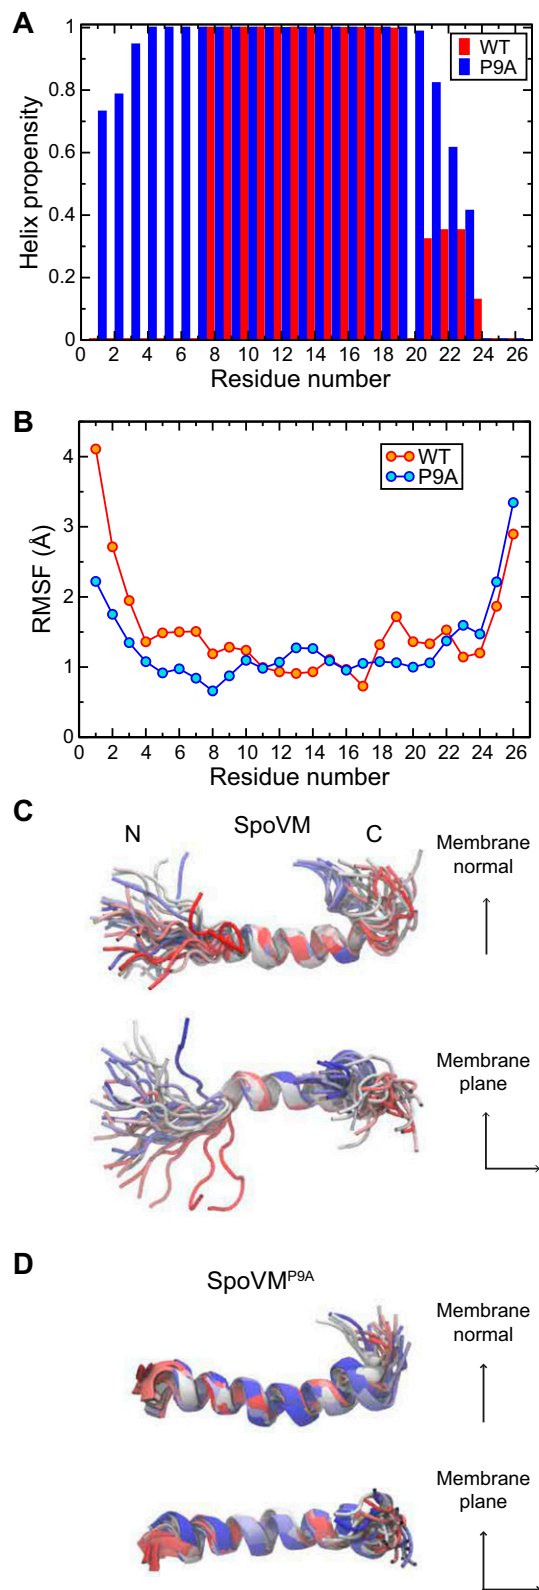 A
1
0.8
0.6
0.4
0.2
0
Helix propensity
WT
P9A
0 2 4 6 8 10 12 14 16 18 20 22 24 26
Residue number
B
4
3
2
1
0
RMSF (Å)
WT
P9A
0 2 4 6 8 10 12 14 16 18 20 22 24 26
Residue number
C
N SpoVM C
Membrane
normal
Membrane
plane
D
SpoVMP9A
Membrane
normal
Membrane
plane